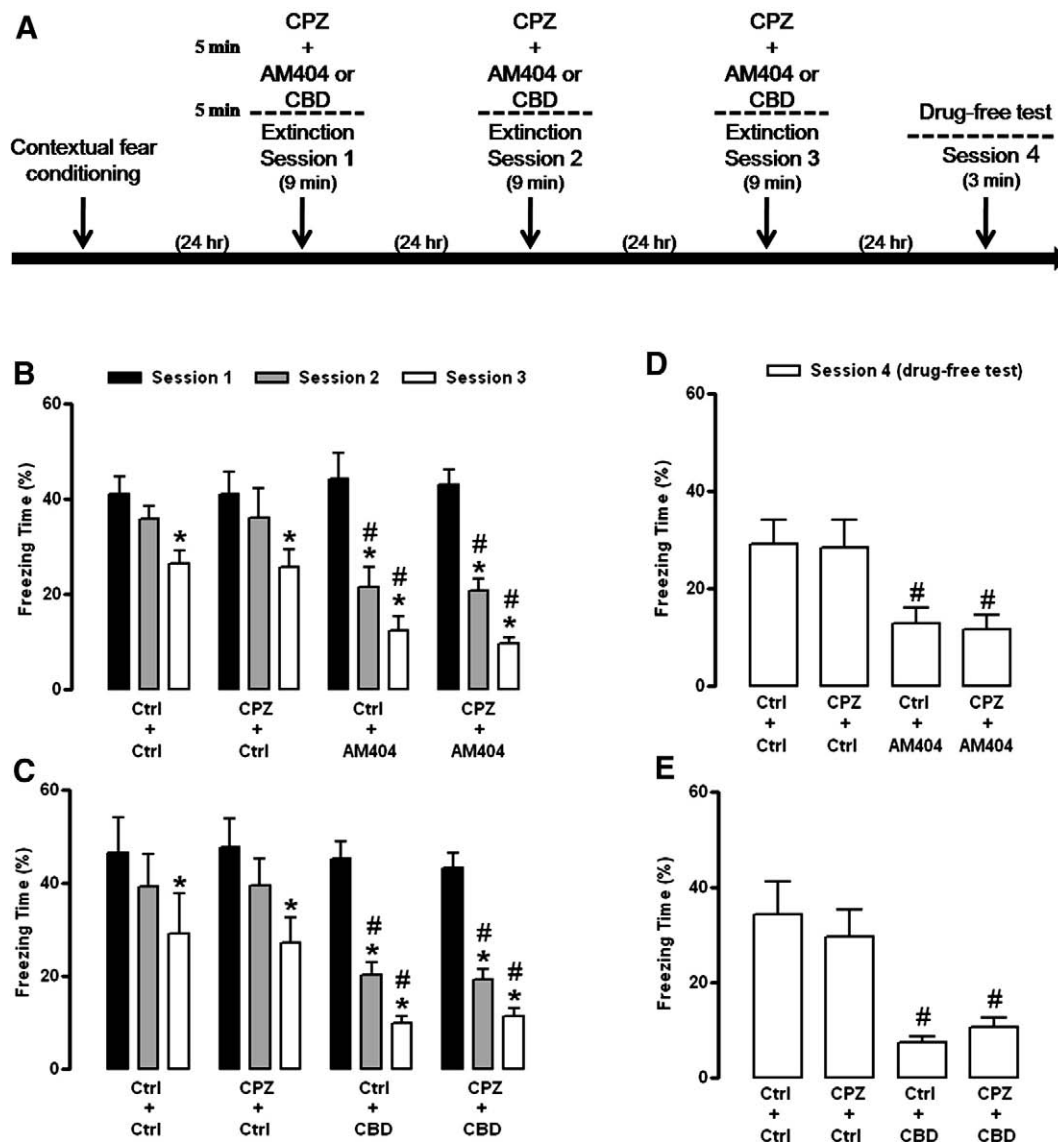 A
5 min
5 min
CPZ
+
AM404 or
CBD
Extinction
Session 1
(9 min)
CPZ
+
AM404 or
CBD
Extinction
Session 2
(9 min)
CPZ
+
AM404 or
CBD
Extinction
Session 3
(9 min)
Drug-free test
Session 4
(3 min)
Contextual fear
conditioning
(24 hr) (24 hr) (24 hr) (24 hr)
B
Session 1 Session 2 Session 3
Freezing Time (%)
60
40
20
0
# # # #
* * * * * *
Ctrl
+
Ctrl
CPZ
+
Ctrl
Ctrl
+
AM404
CPZ
+
AM404
C
Freezing Time (%)
60
40
20
0
# # # #
* * * * * *
Ctrl
+
Ctrl
CPZ
+
Ctrl
Ctrl
+
CBD
CPZ
+
CBD
D
Session 4 (drug-free test)
Freezing Time (%)
60
40
20
0
# #
Ctrl
+
Ctrl
CPZ
+
Ctrl
Ctrl
+
AM404
CPZ
+
AM404
E
Freezing Time (%)
60
40
20
0
# #
Ctrl
+
Ctrl
CPZ
+
Ctrl
Ctrl
+
CBD
CPZ
+
CBD